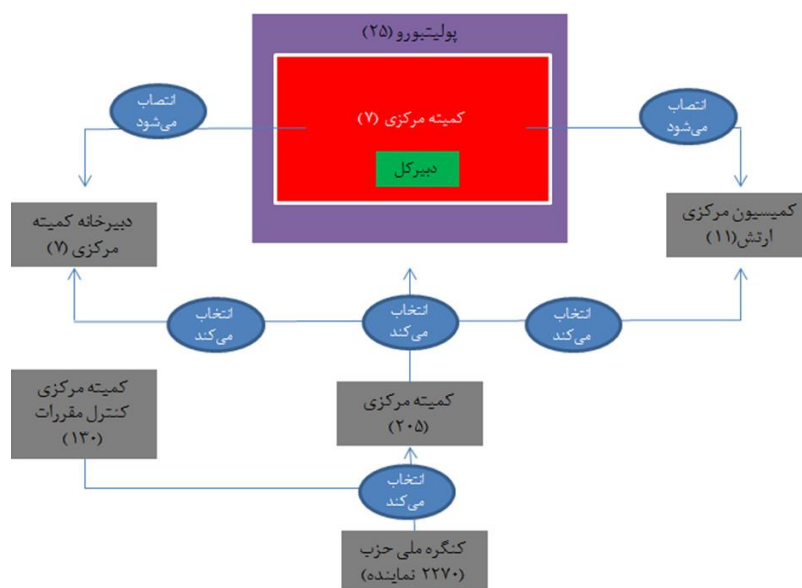 پولیتبورو (۲۵)
انتصاب
می‌شود
کمیته مرکزی (۷)
انتصاب
می‌شود
دبیرکل
کمیسیون مرکزی
ارتش(۱۱)
دبیرخانه کمیته
مرکزی (۷)
انتخاب
می‌کند
انتخاب
می‌کند
انتخاب
می‌کند
کمیته مرکزی
(۲۰۵)
کمیته مرکزی
کنترل مقررات
(۱۳۰)
انتخاب
می‌کند
کنگره ملی حزب
(۲۲۷۰ نماینده)